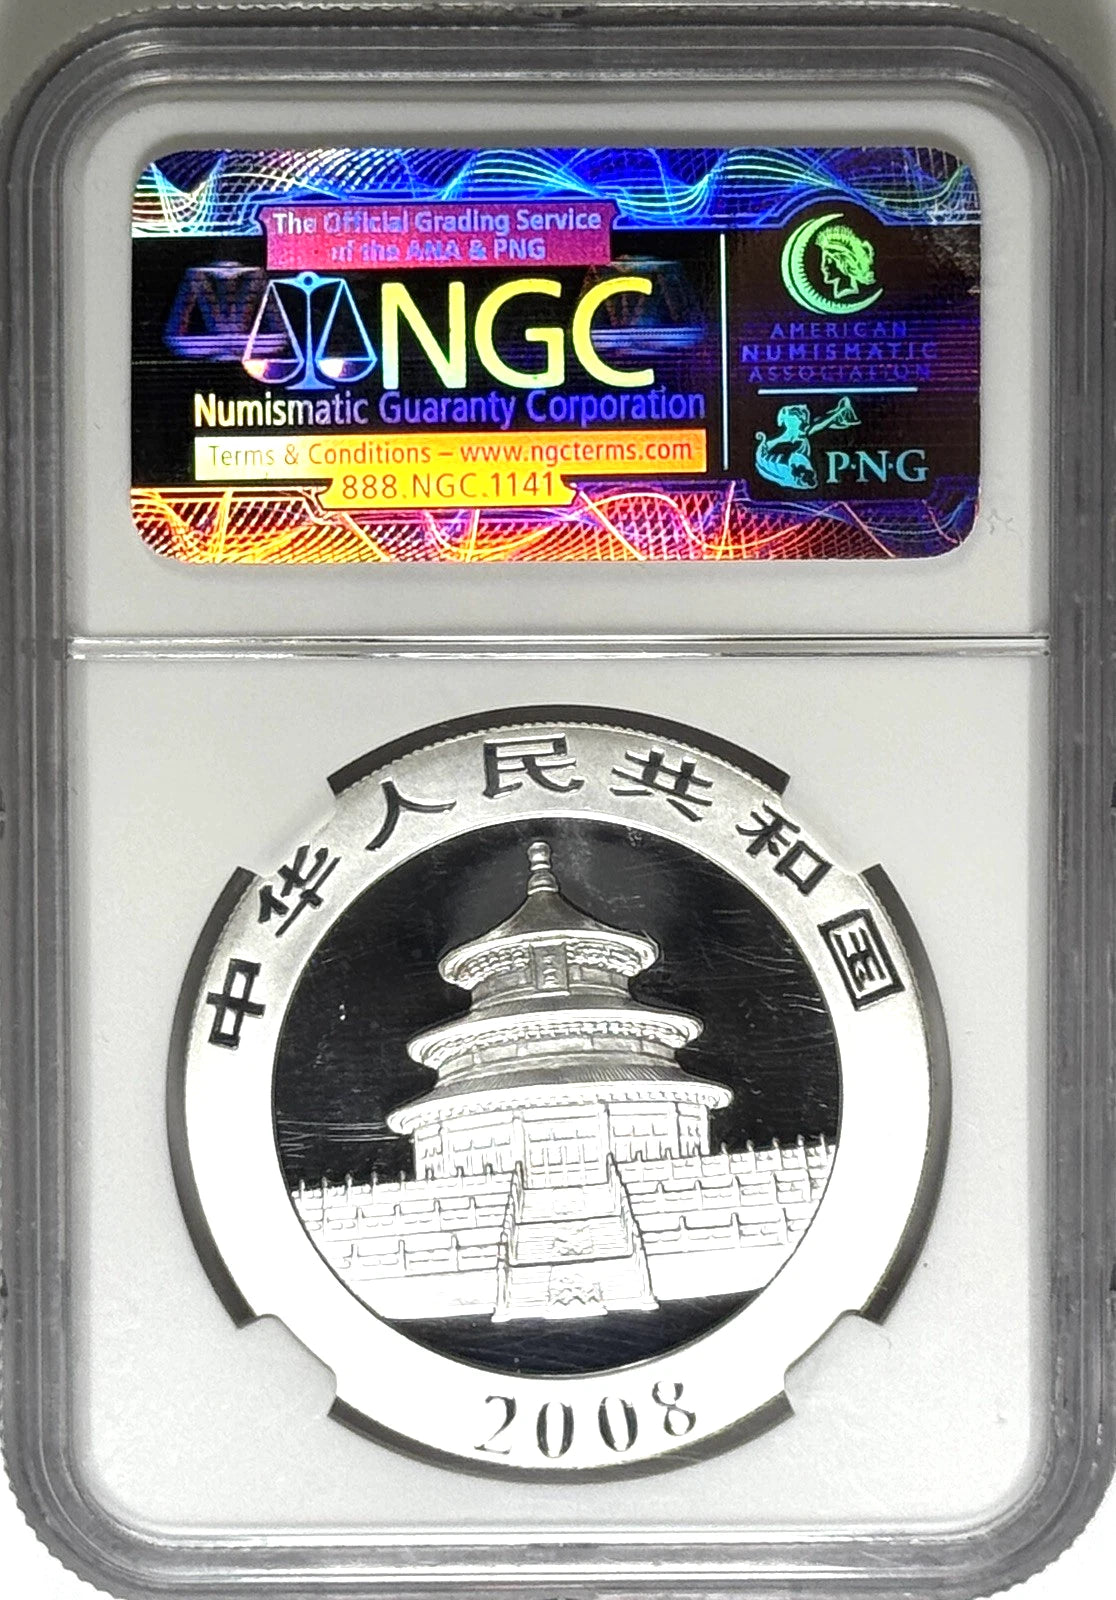 The Official Grading Service
of the ANA & PNG
NGC
Numismatic Guaranty Corporation
Terms & Conditions – www.ngcterms.com
888.NGC.1141
AMERICAN
NUMISMATIC
ASSOCIATION
P·N·G
中华人民共和国
2008